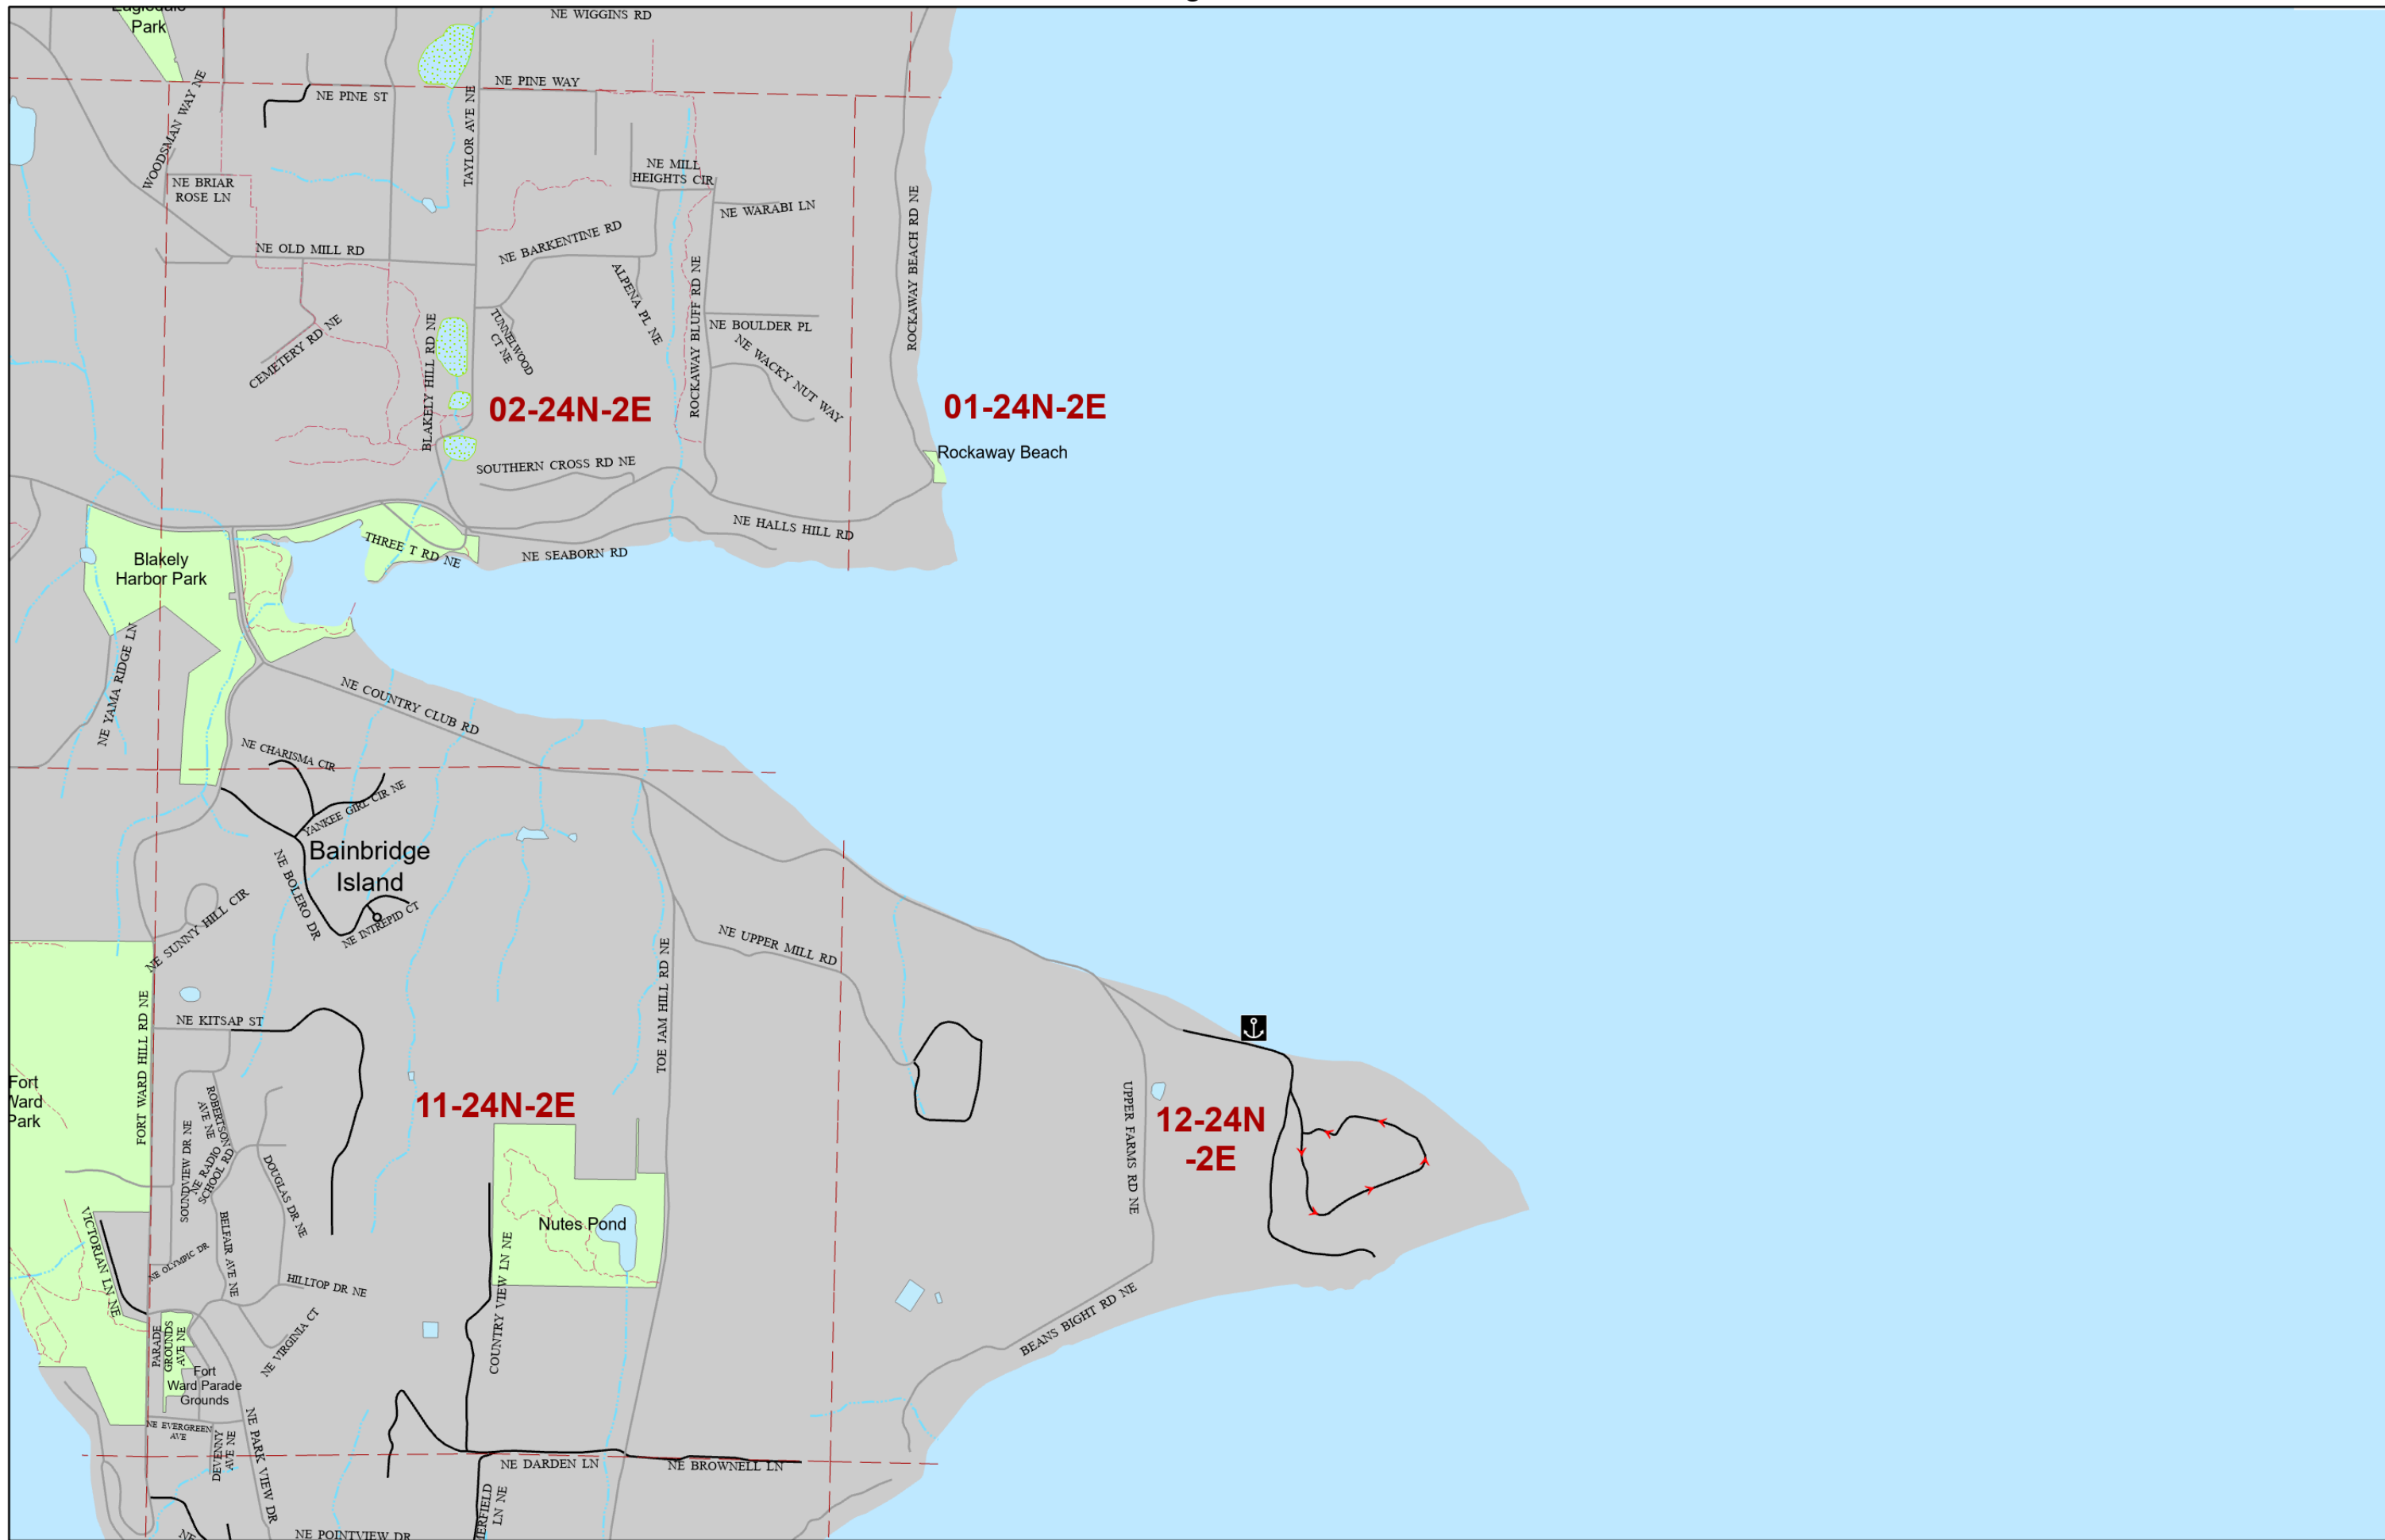 Park
NE WIGGINS RD
NE PINE WAY
NE PINE ST
WOODSMAN WAY NE
TAYLOR AVE NE
NE MILL
HEIGHTS CIR
NE BRIAR
ROSE LN
NE WARABI LN
ROCKAWAY BEACH RD NE
NE OLD MILL RD
NE BARKENTINE RD
ALPENA PL NE
ROCKAWAY BLUFF RD NE
CEMETERY RD NE
BLAKELY HILL RD NE
TUNNELWOOD
CT NE
NE BOULDER PL
NE WACKY NUT WAY
02-24N-2E
01-24N-2E
Rockaway Beach
SOUTHERN CROSS RD NE
NE HALLS HILL RD
THREE T RD NE
NE SEABORN RD
Blakely
Harbor Park
NE YAMA RIDGE LN
NE COUNTRY CLUB RD
NE CHARISMA CIR
YANKEE GIRL CIR NE
Bainbridge
Island
NE BOLERO DR
NE INTREPID CT
NE SUNNY HILL CIR
NE UPPER MILL RD
TOE JAM HILL RD NE
FORT WARD HILL RD NE
NE KITSAP ST
Fort
Ward
Park
11-24N-2E
12-24N
-2E
UPPER FARMS RD NE
ROBERTSON
AVE NE
SOUNDVIEW DR NE
NE RADIO
SCHOOL RD
DOUGLAS DR NE
Nutes Pond
VICTORIAN LN NE
BELFAIR AVE NE
NE OLYMPIC DR
HILLTOP DR NE
COUNTRY VIEW LN NE
BEANS BIGHT RD NE
PARADE
GROUNDS
AVE NE
NE VIRGINIA CT
Fort
Ward Parade
Grounds
NE EVERGREEN
AVE
DEVENNY
AVE NE
NE PARK VIEW DR
NE DARDEN LN
NE BROWNELL LN
LN NE
NE
NE POINTVIEW DR